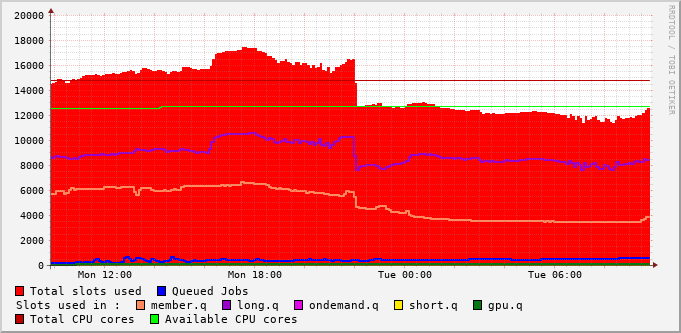 20000
18000
16000
14000
12000
10000
8000
6000
4000
2000
0
Mon 12:00 Mon 18:00 Tue 00:00 Tue 06:00
RRDTOOL / TOBI OETIKER
Total slots used Queued Jobs
Slots used in : member.q long.q ondemand.q short.q gpu.q
Total CPU cores Available CPU cores